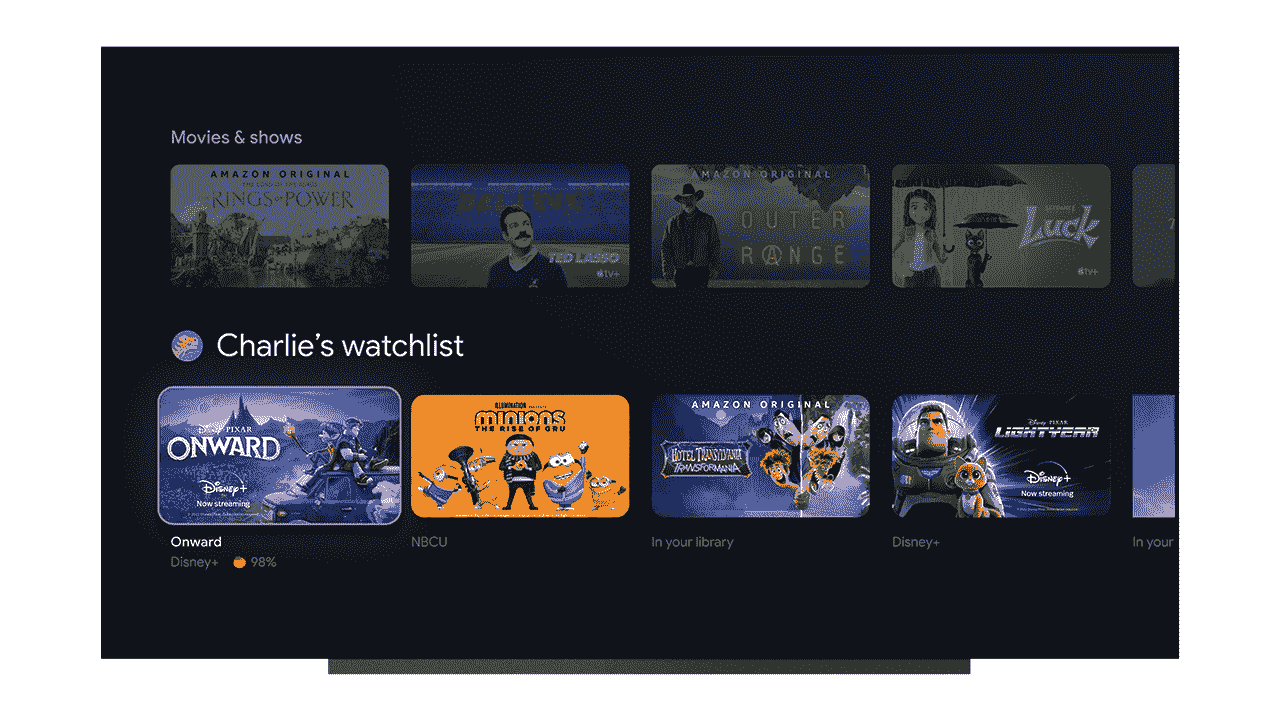 Movies & shows
AMAZON ORIGINAL
THE LORD OF THE RINGS
RINGS OF POWER
TED LASSO
tv+
AMAZON ORIGINAL
OUTER
RANGE
Luck
tv+
Charlie's watchlist
Disney PIXAR
ONWARD
Disney+
Now streaming
ILLUMINATION
MINIONS
THE RISE OF GRU
AMAZON ORIGINAL
HOTEL TRANSYLVANIA
TRANSFORMANIA
Disney PIXAR
LIGHTYEAR
Disney+
Now streaming
Onward
Disney+ 98%
NBCU
In your library
Disney+
In your